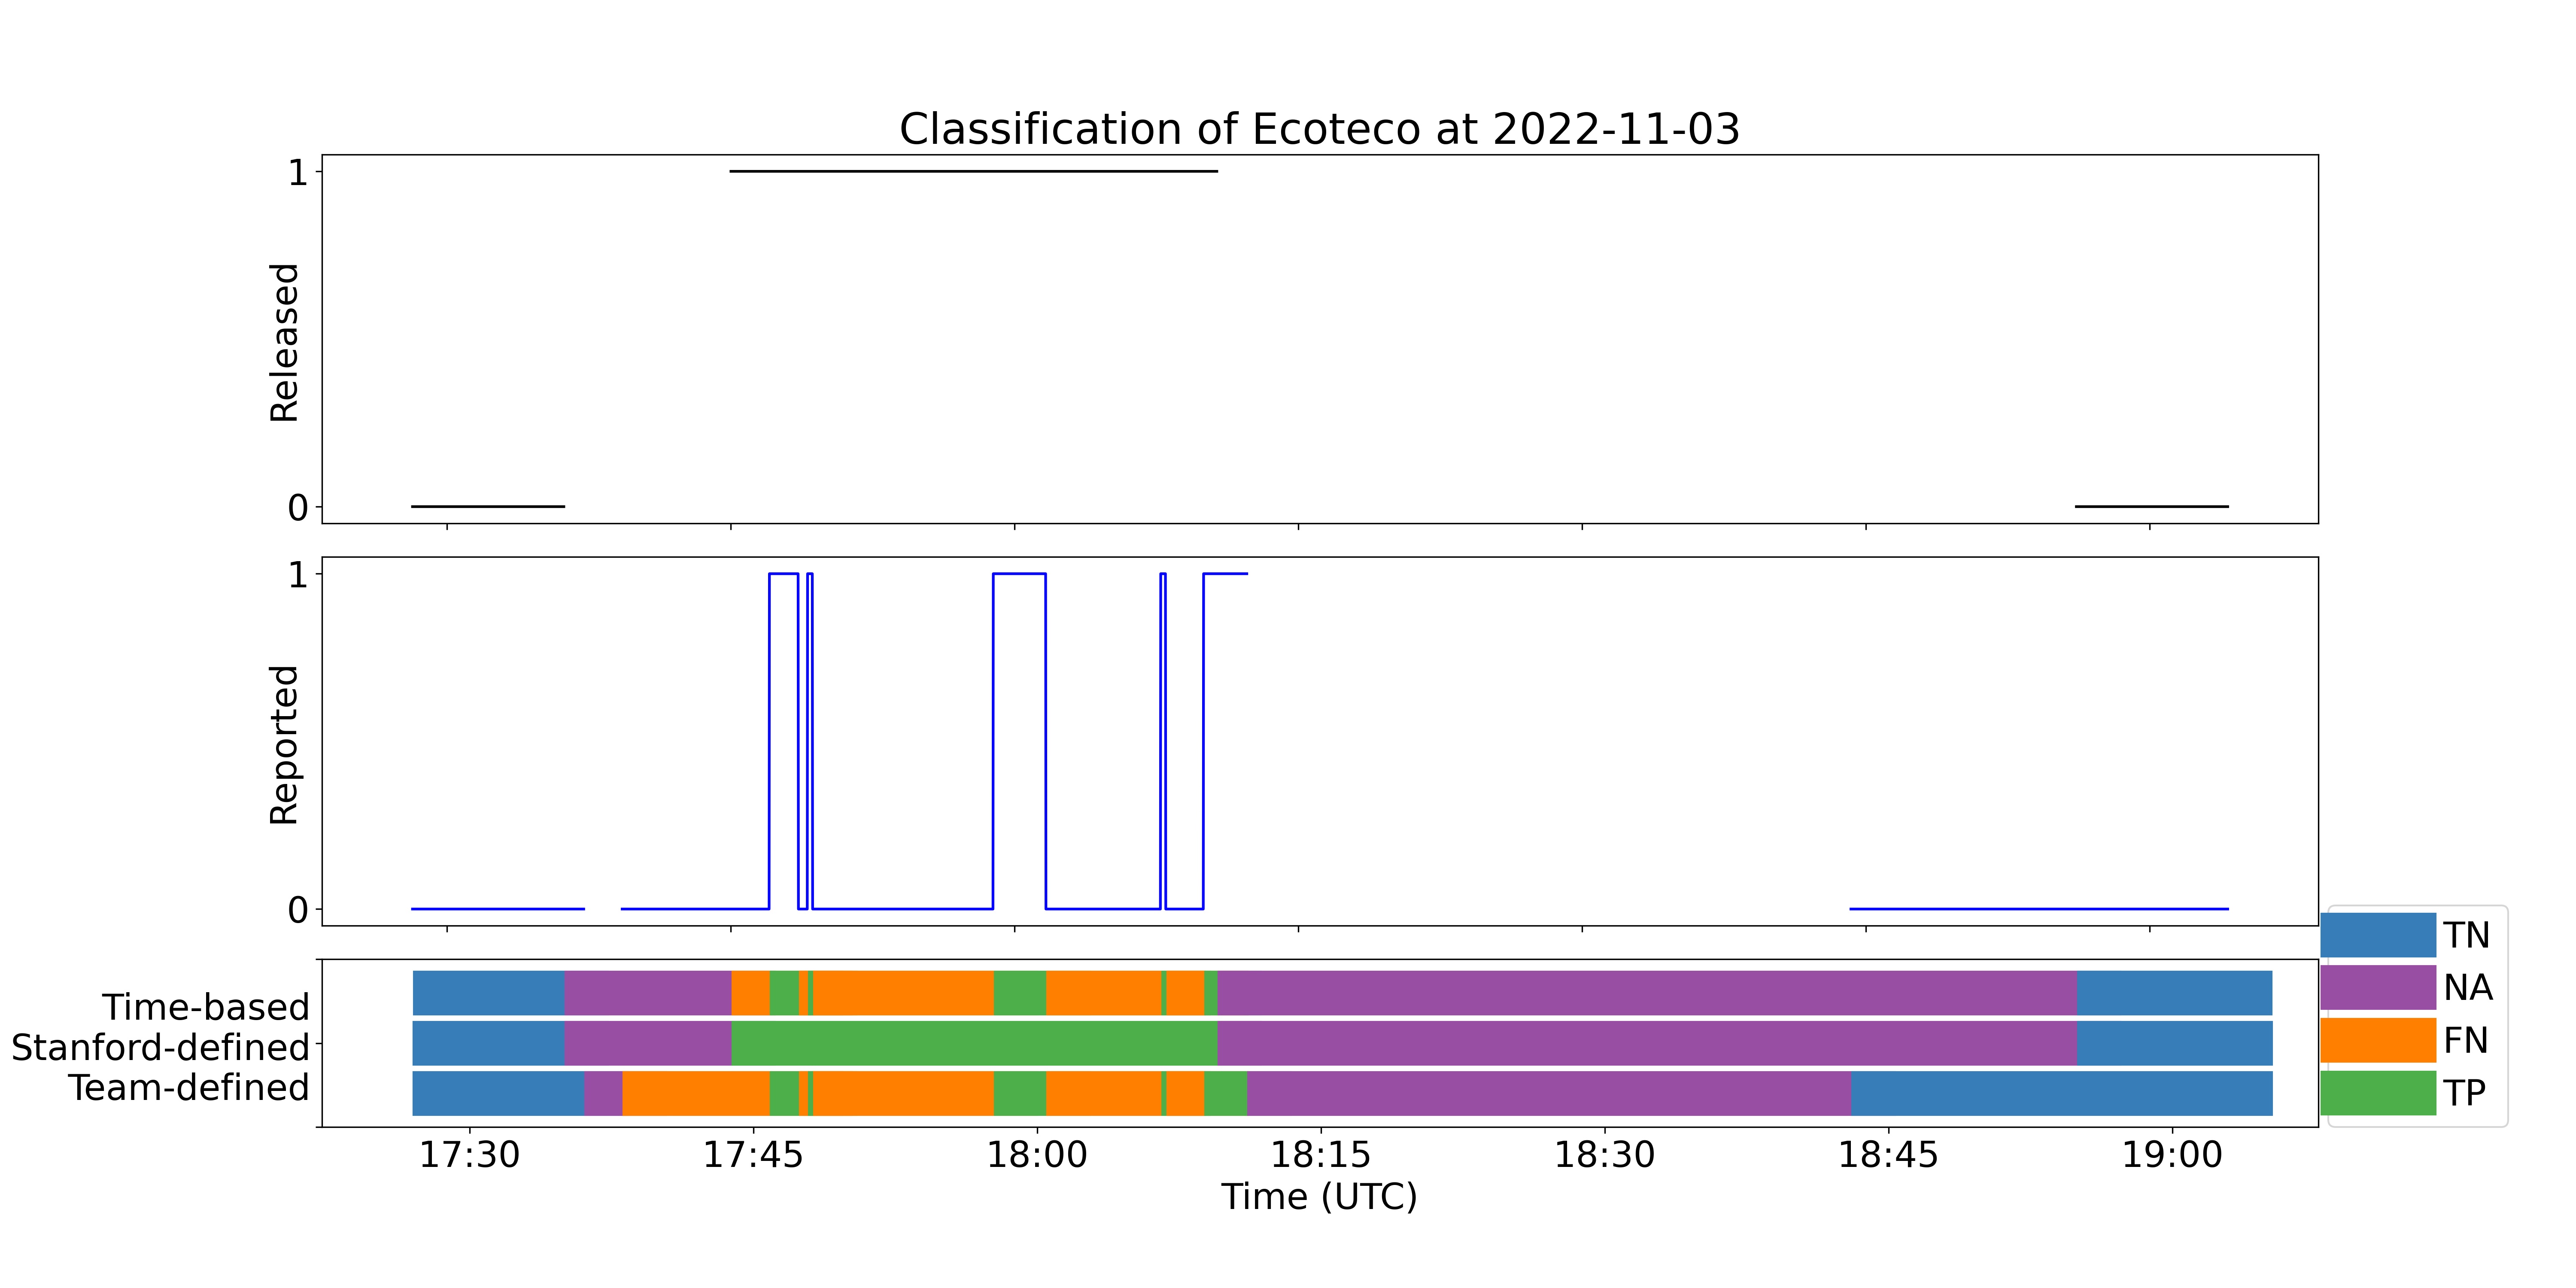 Classification of Ecoteco at 2022-11-03
1
Released
0
1
Reported
0
TN
NA
FN
TP
Time-based
Stanford-defined
Team-defined
17:30 17:45 18:00 18:15 18:30 18:45 19:00
Time (UTC)